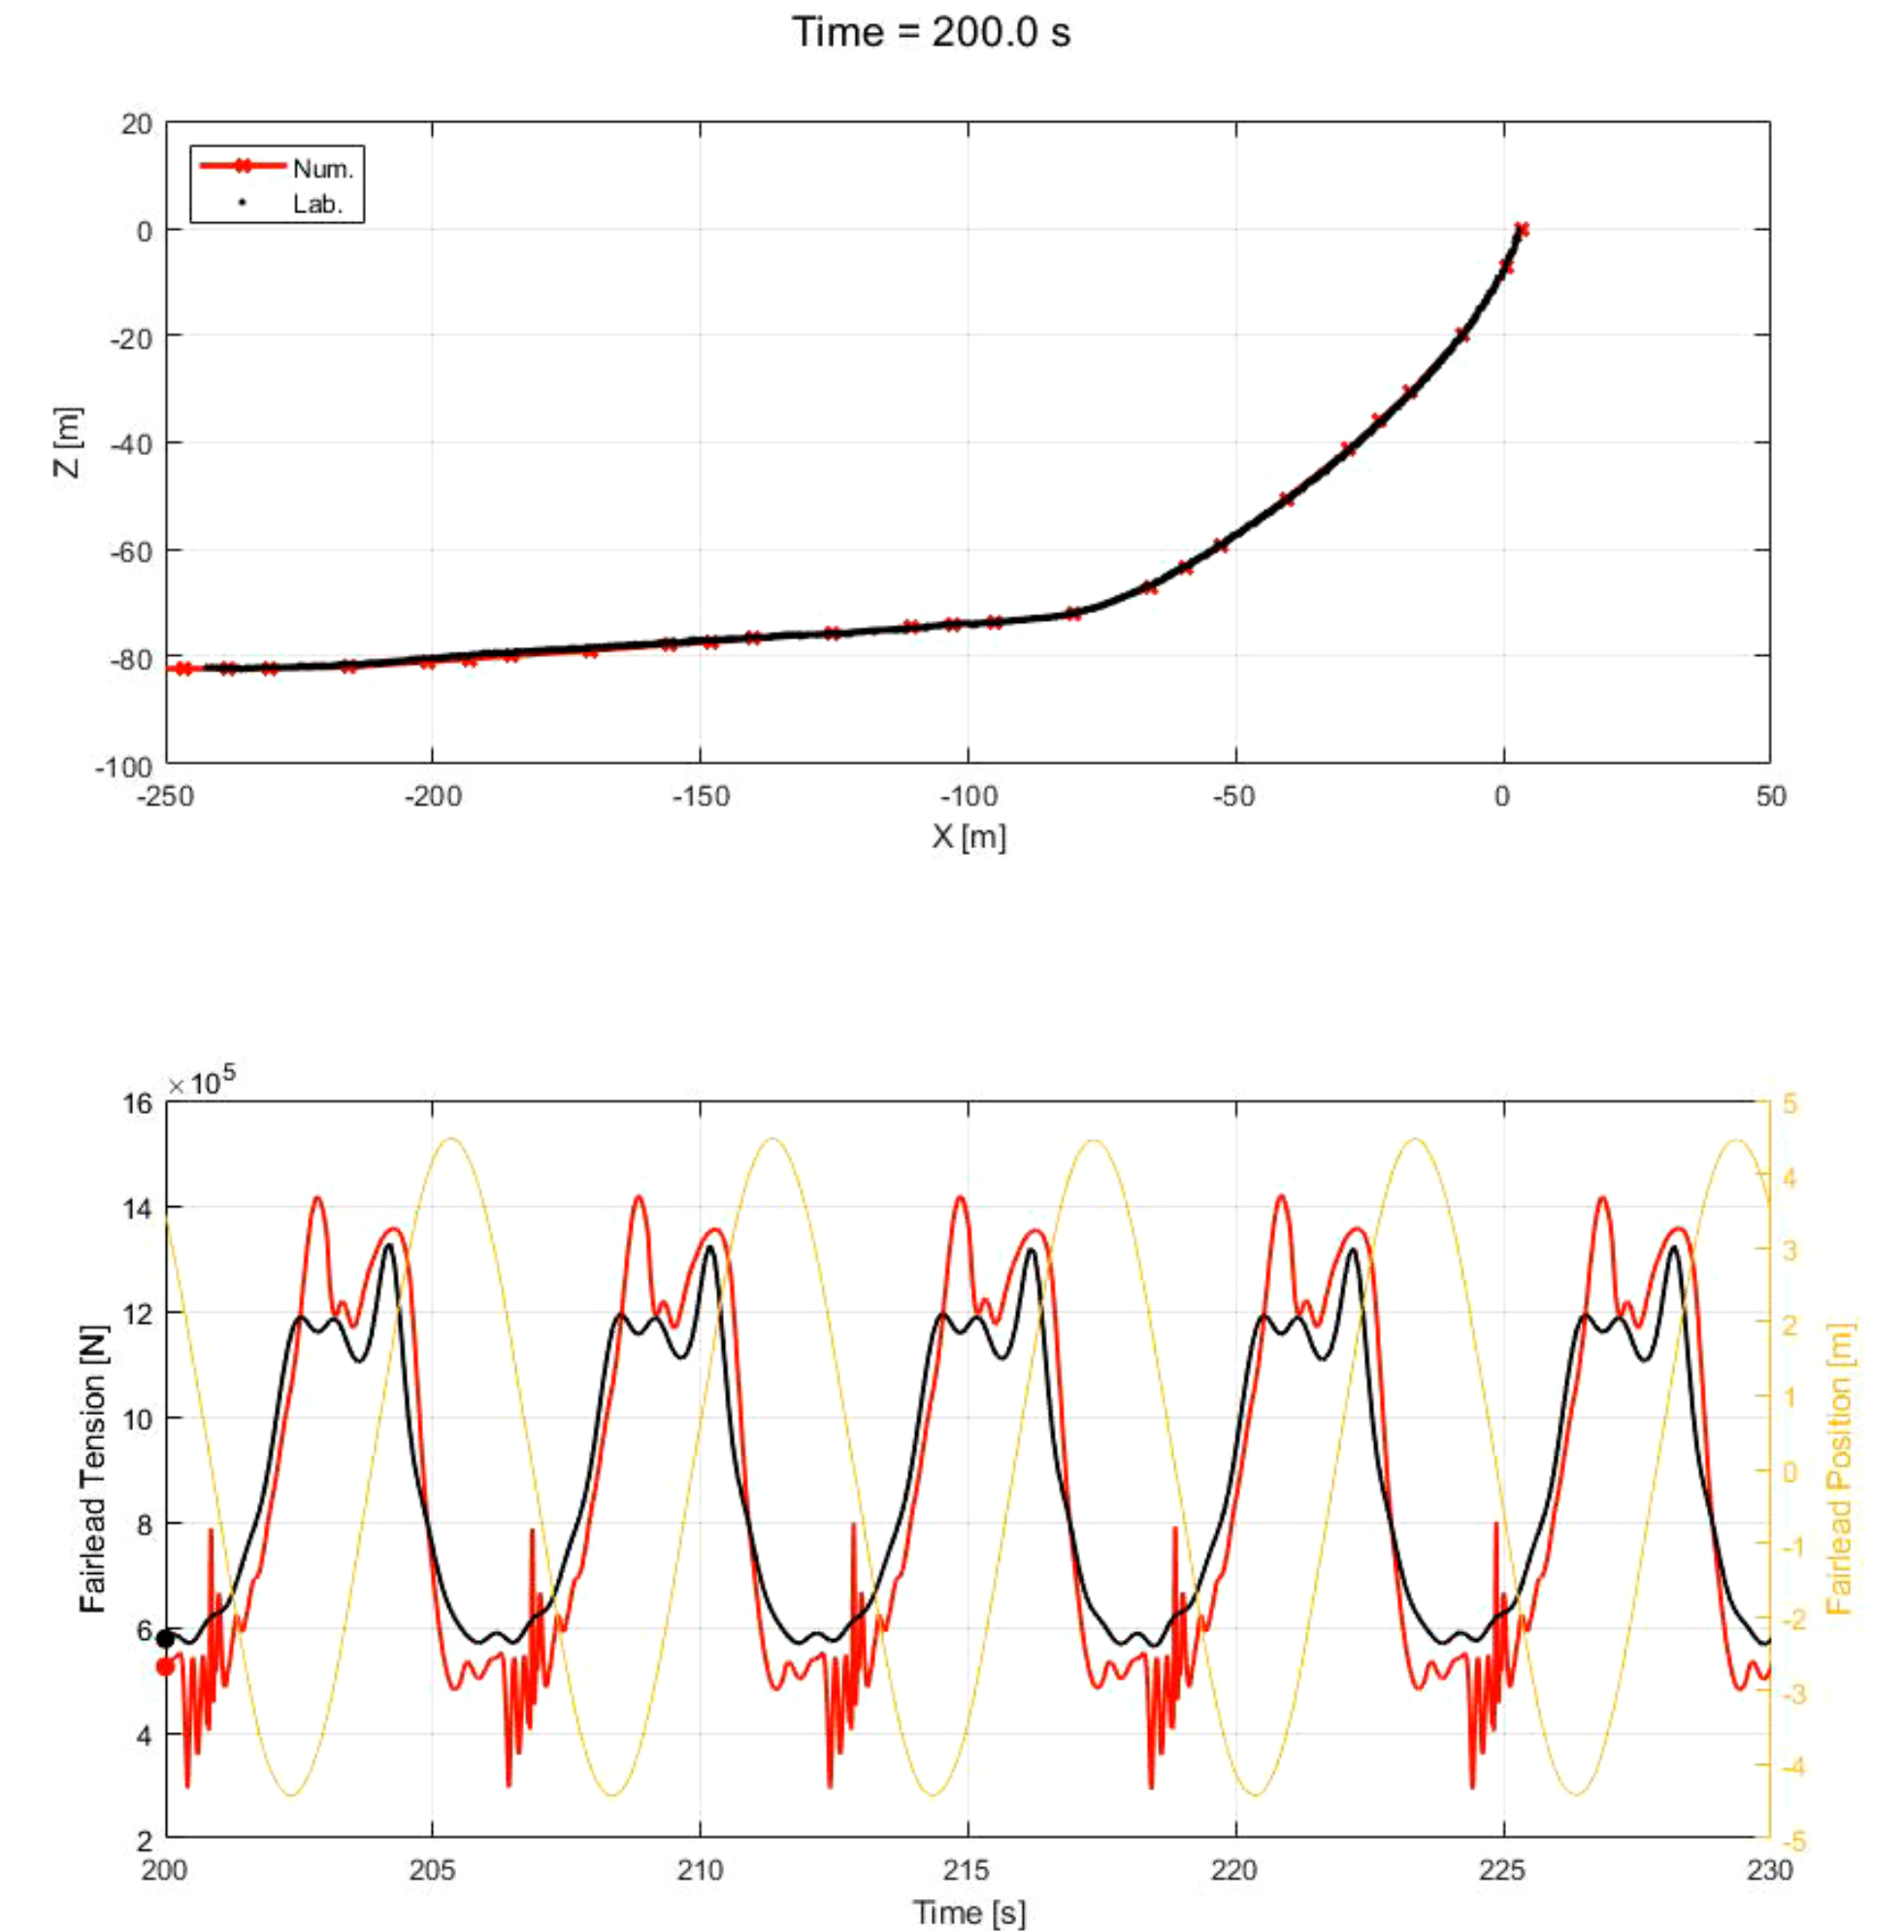 Time = 200.0 s
20
0
-20
-40
-60
-80
-100
Z [m]
Num.
Lab.
-250 -200 -150 -100 -50 0 50
X [m]
×10^5
16
14
12
10
8
6
4
2
Fairlead Tension [N]
5
4
3
2
1
0
-1
-2
-3
-4
-5
Fairlead Position [m]
200 205 210 215 220 225 230
Time [s]